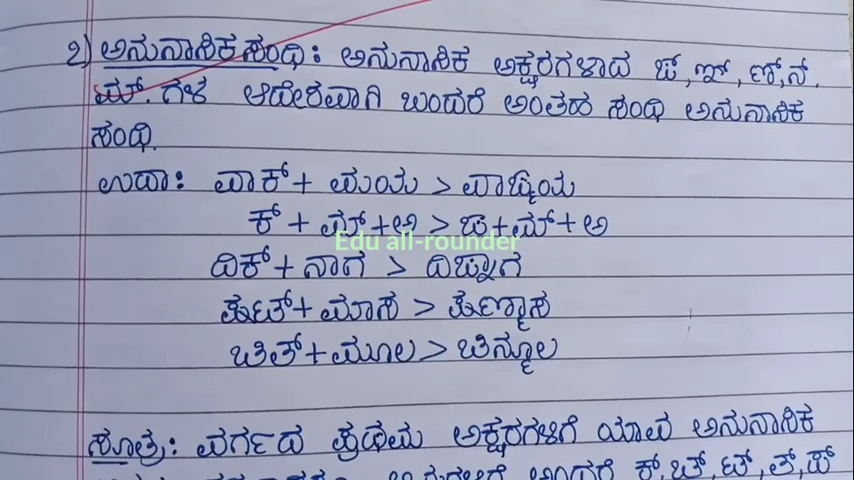 ೨) ಅನುನಾಸಿಕ ಸಂಧಿ: ಅನುನಾಸಿಕ ಅಕ್ಷರಗಳಾದ ಙ, ಞ್, ಣ್, ನ್,
ಮ್. ಗಳ ಆದೇಶವಾಗಿ ಬಂದರೆ ಅಂತಹ ಸಂಧಿ ಅನುನಾಸಿಕ
ಸಂಧಿ.
ಉದಾ: ವಾಕ್ + ಮಯ > ವಾಙ್ಮಯ
ಕ್ + ಮ್ + ಅ > ಙ + ಮ್ + ಅ
Edu all-rounder
ದಿಕ್ + ನಾಗ > ದಿಙ್ನಾಗ
ಷಟ್ + ಮಾಸ > ಷಣ್ಮಾಸ
ಚಿತ್ + ಮೂಲ > ಚಿನ್ಮೂಲ
ಸೂತ್ರ: ವರ್ಗದ ಪ್ರಥಮ ಅಕ್ಷರಗಳಿಗೆ ಯಾವ ಅನುನಾಸಿಕ
ಅಂದರೆ ಕ್, ಚ್, ಟ್, ತ್, ಪ್